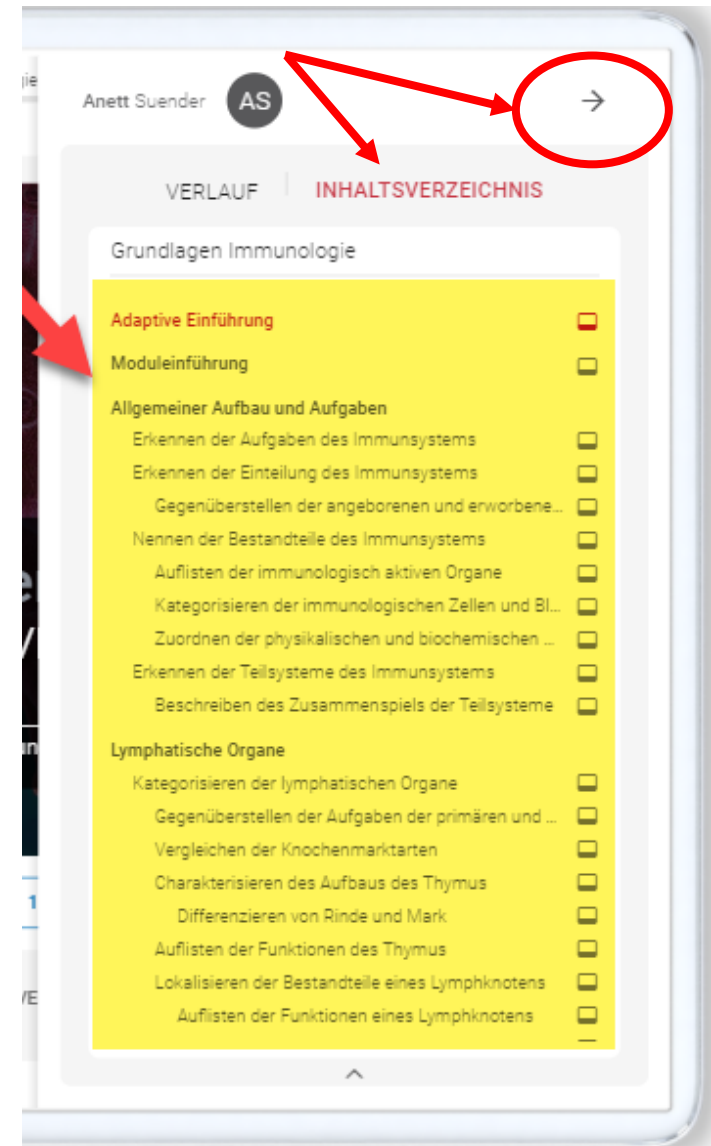 Anett Suender AS
VERLAUF INHALTSVERZEICHNIS
Grundlagen Immunologie
Adaptive Einführung
Moduleinführung
Allgemeiner Aufbau und Aufgaben
Erkennen der Aufgaben des Immunsystems
Erkennen der Einteilung des Immunsystems
Gegenüberstellen der angeborenen und erworbene...
Nennen der Bestandteile des Immunsystems
Auflisten der immunologisch aktiven Organe
Kategorisieren der immunologischen Zellen und Bl...
Zuordnen der physikalischen und biochemischen ...
Erkennen der Teilsysteme des Immunsystems
Beschreiben des Zusammenspiels der Teilsysteme
Lymphatische Organe
Kategorisieren der lymphatischen Organe
Gegenüberstellen der Aufgaben der primären und ...
Vergleichen der Knochenmarktarten
Charakterisieren des Aufbaus des Thymus
Differenzieren von Rinde und Mark
Auflisten der Funktionen des Thymus
Lokalisieren der Bestandteile eines Lymphknotens
Auflisten der Funktionen eines Lymphknotens
1